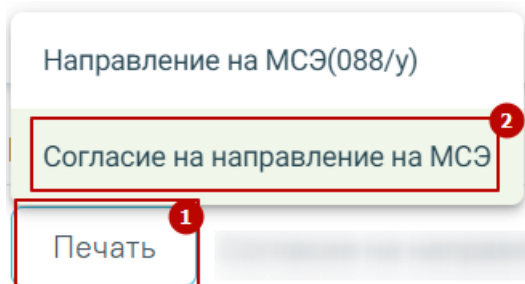 Направление на МСЭ(088/у)
2
Согласие на направление на МСЭ
1
Печать